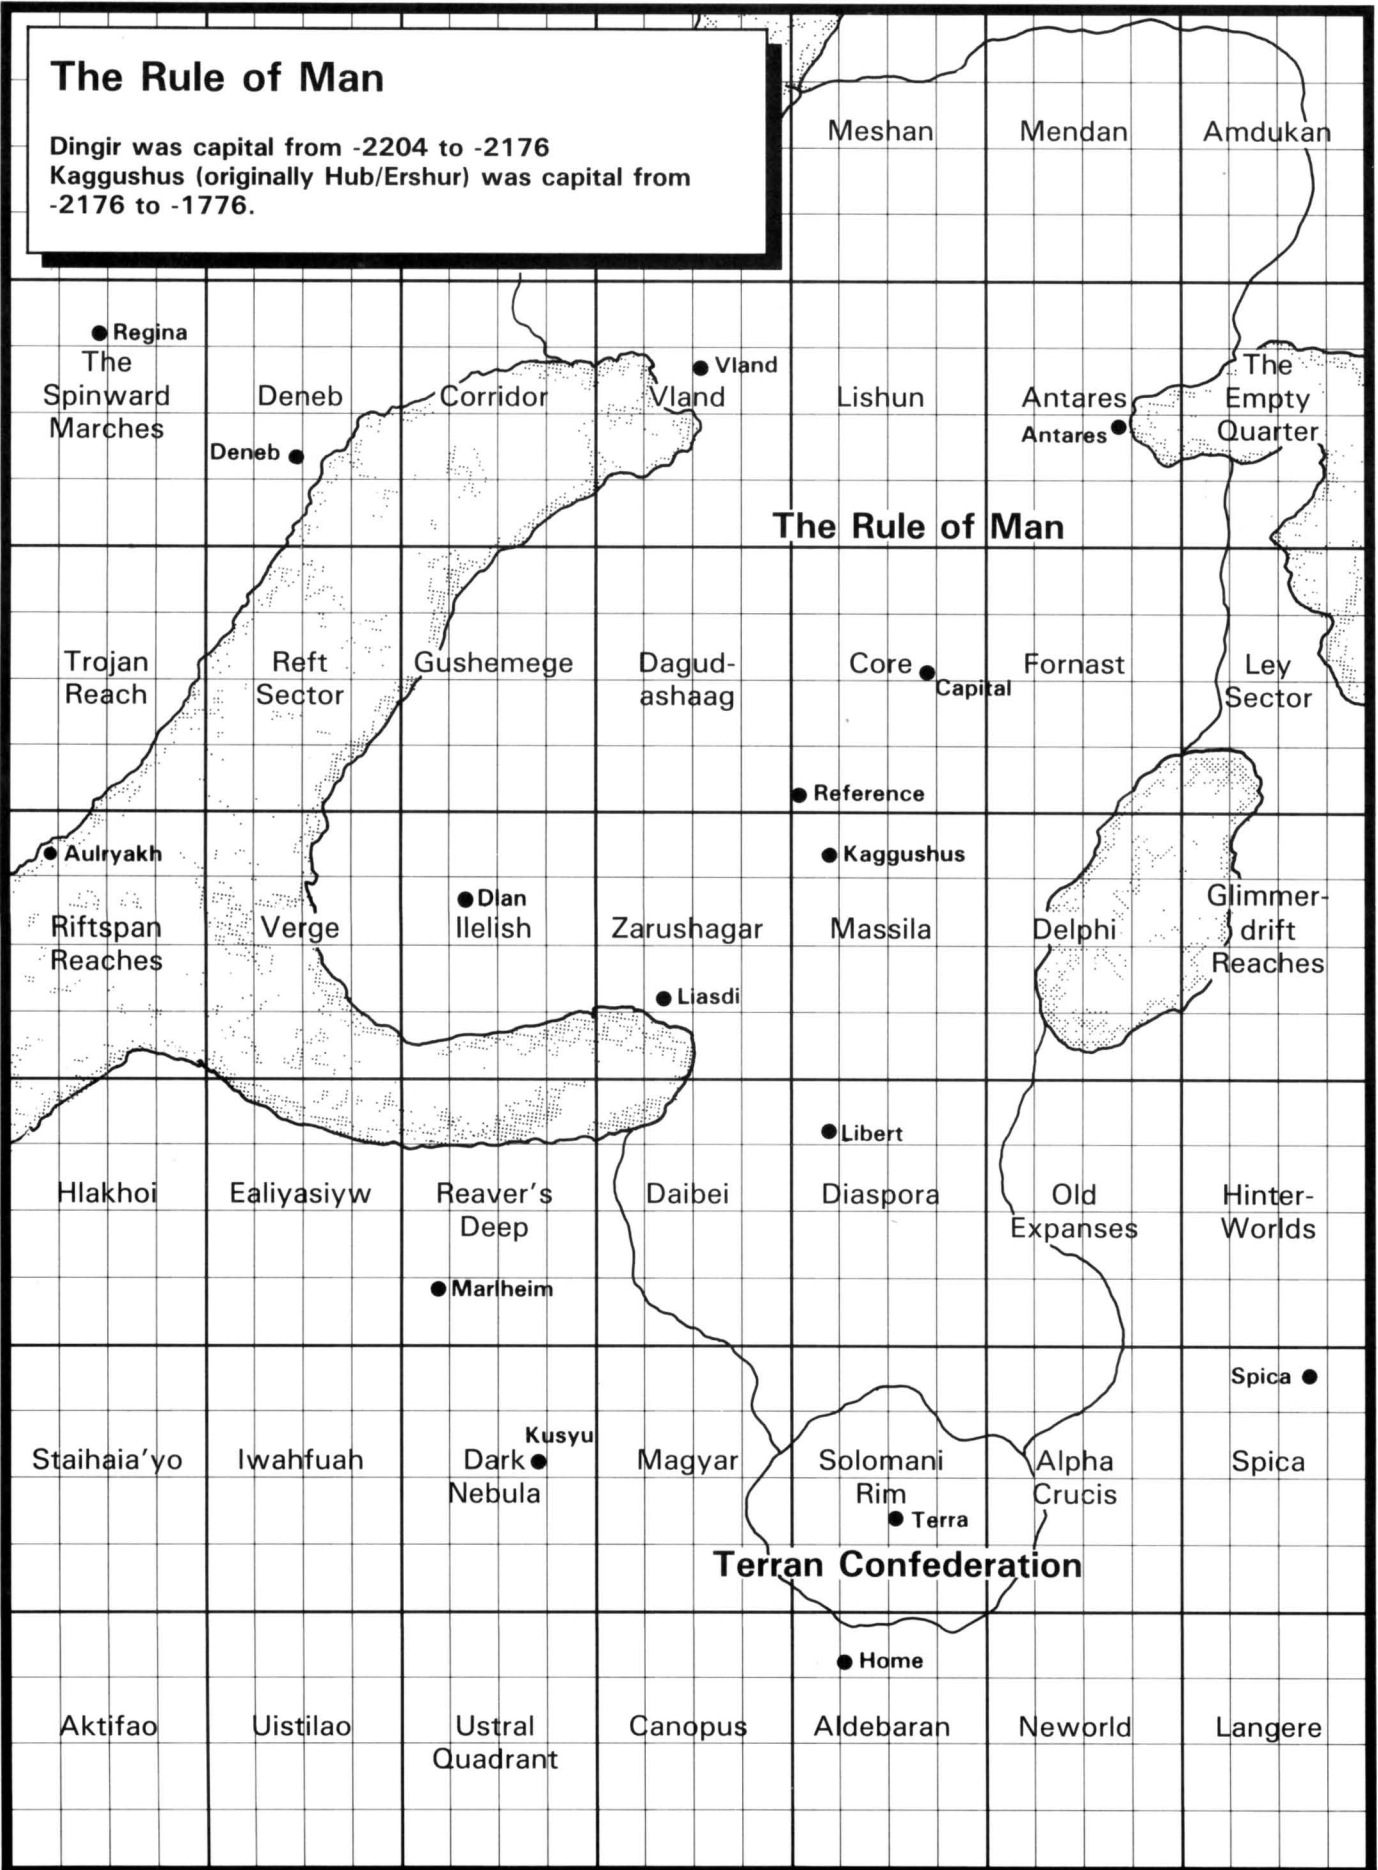 The Rule of Man
Dingir was capital from -2204 to -2176
Kaggushus (originally Hub/Ershur) was capital from
-2176 to -1776.
Meshan
Mendan
Amdukan
Regina
The
Spinward
Marches
Deneb
Deneb
Corridor
Vland
Vland
Lishun
Antares
Antares
The
Empty
Quarter
The Rule of Man
Trojan
Reach
Reft
Sector
Gushemege
Dagud-
ashaag
Core
Capital
Fornast
Ley
Sector
Reference
Aulryakh
Riftspan
Reaches
Verge
Dlan
Ilelish
Zarushagar
Liasdi
Kaggushus
Massila
Delphi
Glimmer-
drift
Reaches
Libert
Hlakhoi
Ealiyasiyw
Reaver's
Deep
Daibei
Diaspora
Old
Expanses
Hinter-
Worlds
Marlheim
Spica
Staihaia'yo
Iwahfuah
Kusyu
Dark
Nebula
Magyar
Solomani
Rim
Terra
Alpha
Crucis
Spica
Terran Confederation
Home
Aktifao
Uistilao
Ustral
Quadrant
Canopus
Aldebaran
Neworld
Langere